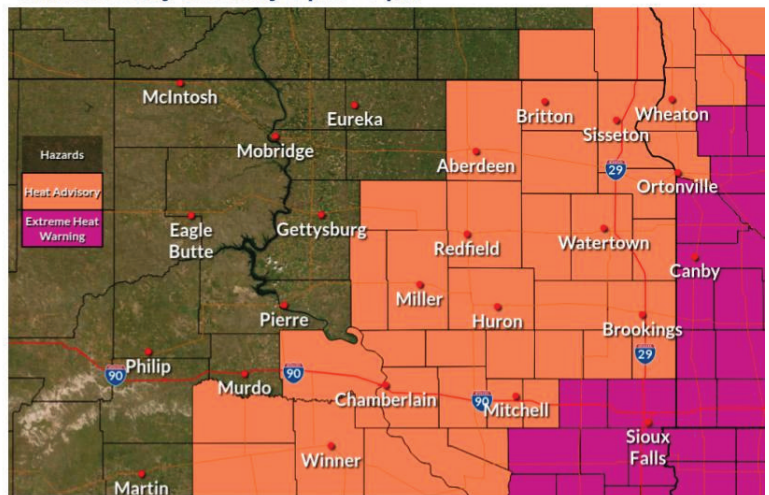 McIntosh
Eureka
Mobridge
Britton
Wheaton
Sisseton
Aberdeen
Hazards
Heat Advisory
Extreme Heat
Warning
29
Ortonville
Eagle
Butte
Gettysburg
Redfield
Watertown
Canby
Miller
Pierre
Huron
Brookings
29
Philip
90
Murdo
90
Chamberlain
90
Mitchell
Sioux
Falls
Winner
Martin